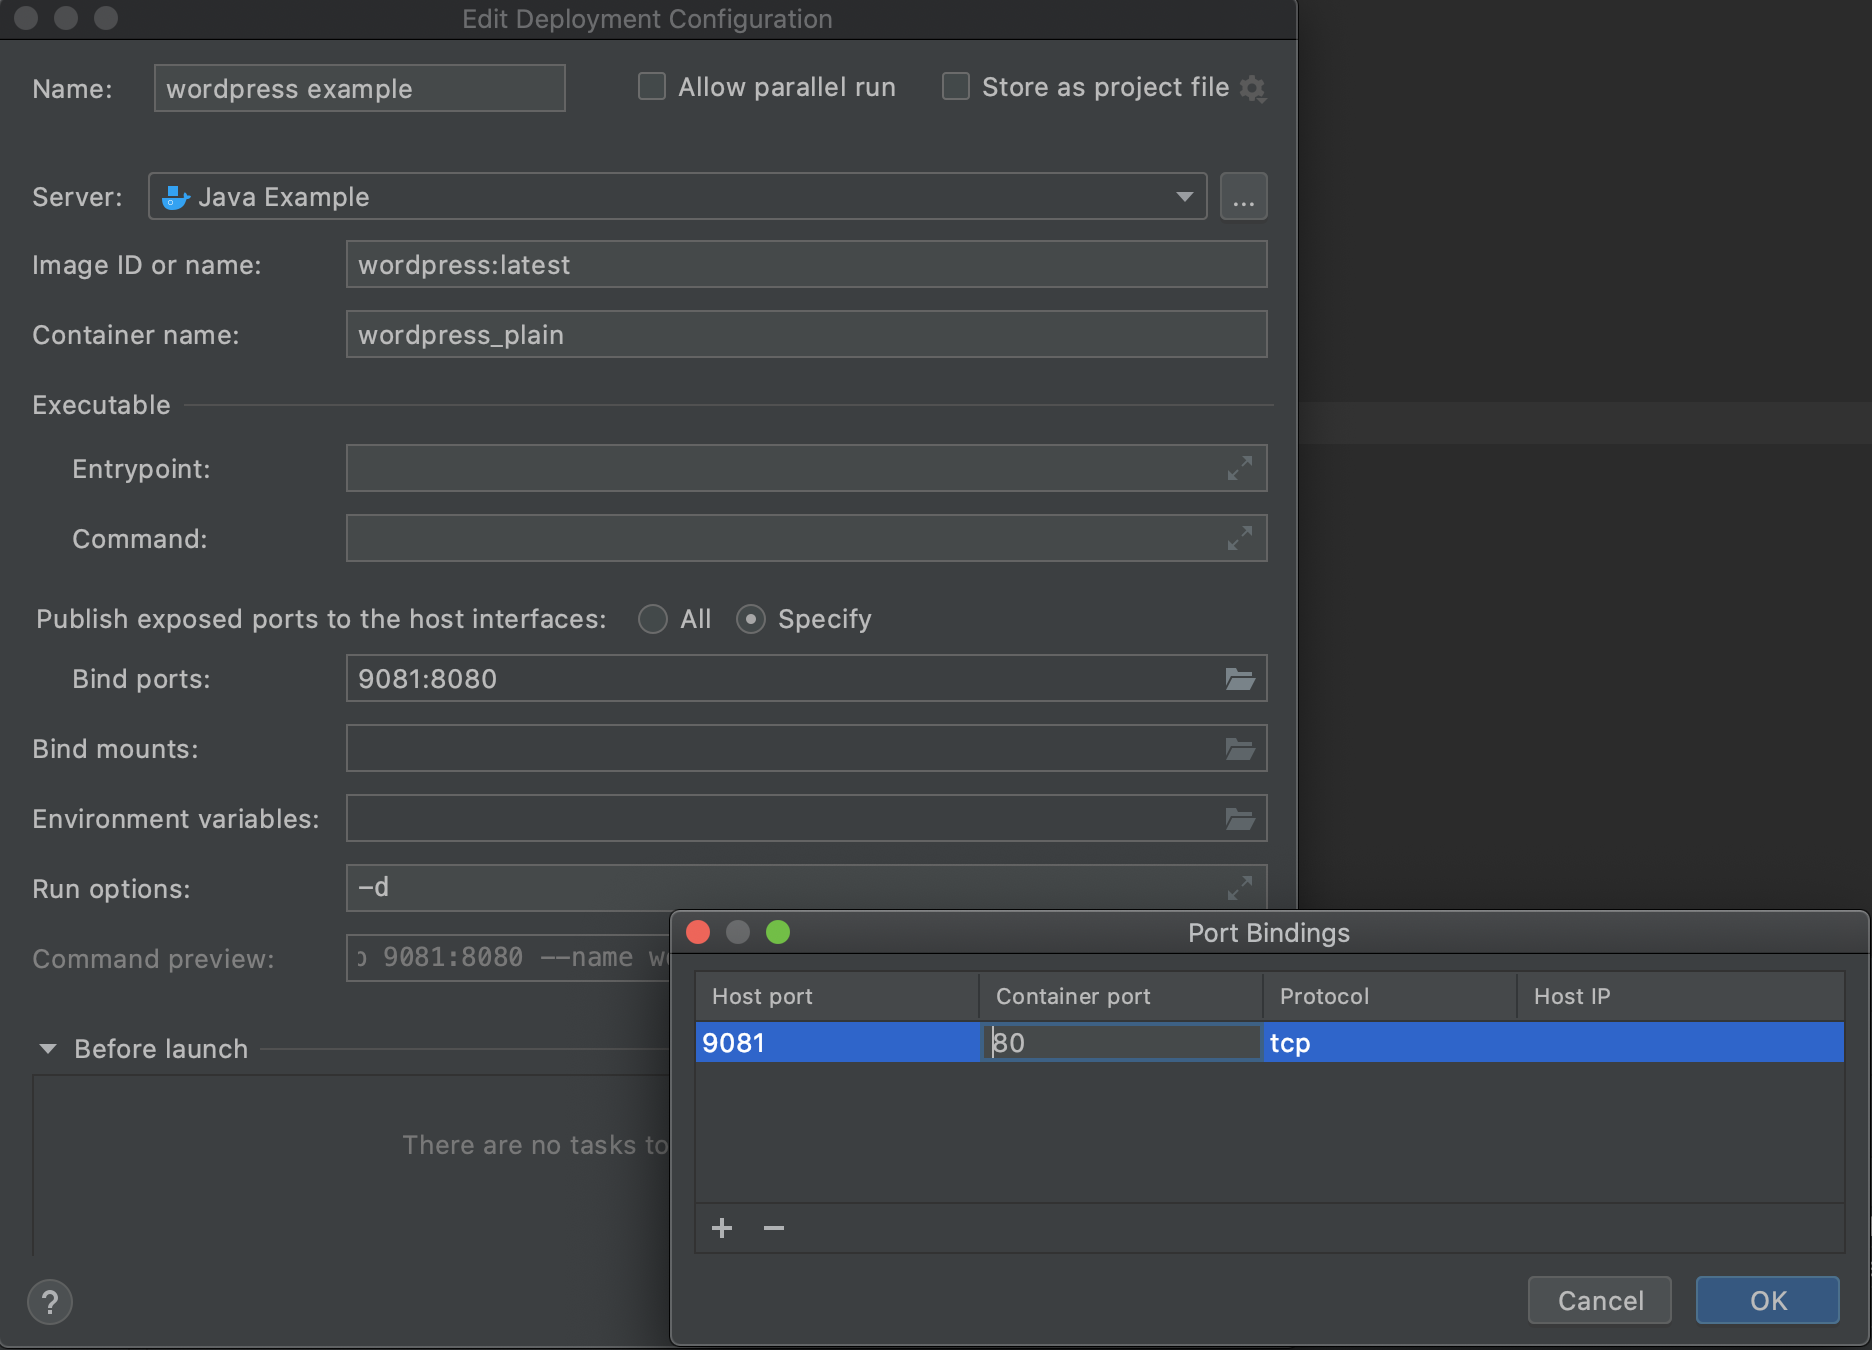 Edit Deployment Configuration
Name: wordpress example Allow parallel run Store as project file
Server: Java Example ...
Image ID or name: wordpress:latest
Container name: wordpress_plain
Executable
Entrypoint:
Command:
Publish exposed ports to the host interfaces: All Specify
Bind ports: 9081:8080
Bind mounts:
Environment variables:
Run options: -d
Command preview: 9081:8080 --name
Before launch
There are no tasks to
?
Port Bindings
Host port Container port Protocol Host IP
9081 80 tcp
+ −
Cancel OK